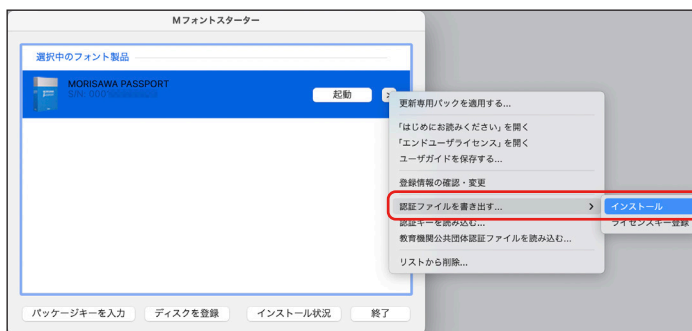 Mフォントスターター
選択中のフォント製品
MORISAWA PASSPORT
起動
更新専用パックを適用する...
「はじめにお読みください」を開く
「エンドユーザライセンス」を開く
ユーザガイドを保存する...
登録情報の確認・変更
認証ファイルを書き出す...
インストール
ライセンスキー登録
認証キーを読み込む...
教育機関公共団体認証ファイルを読み込む...
リストから削除...
パッケージキーを入力 ディスクを登録 インストール状況 終了